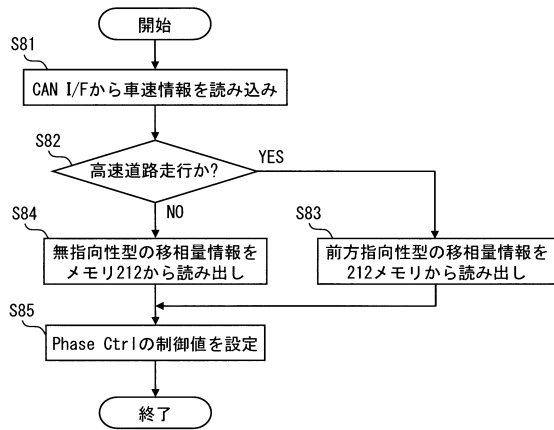 開始
S81
CAN I/Fから車速情報を読み込み
S82
高速道路走行か?
YES
NO
S84
無指向性型の移相量情報を
メモリ212から読み出し
S83
前方指向性型の移相量情報を
212メモリから読み出し
S85
Phase Ctrlの制御値を設定
終了